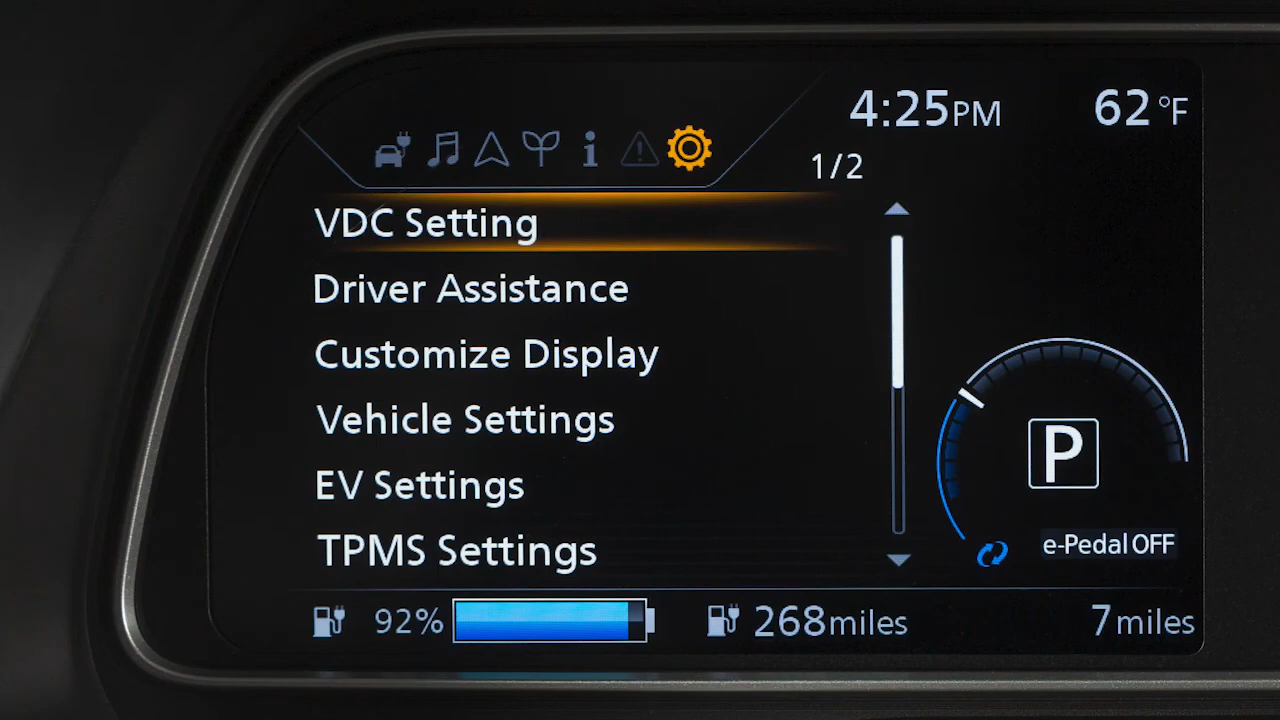 4:25PM 62°F
1/2
VDC Setting
Driver Assistance
Customize Display
Vehicle Settings
EV Settings
TPMS Settings
P
e-Pedal OFF
92% 268miles 7miles